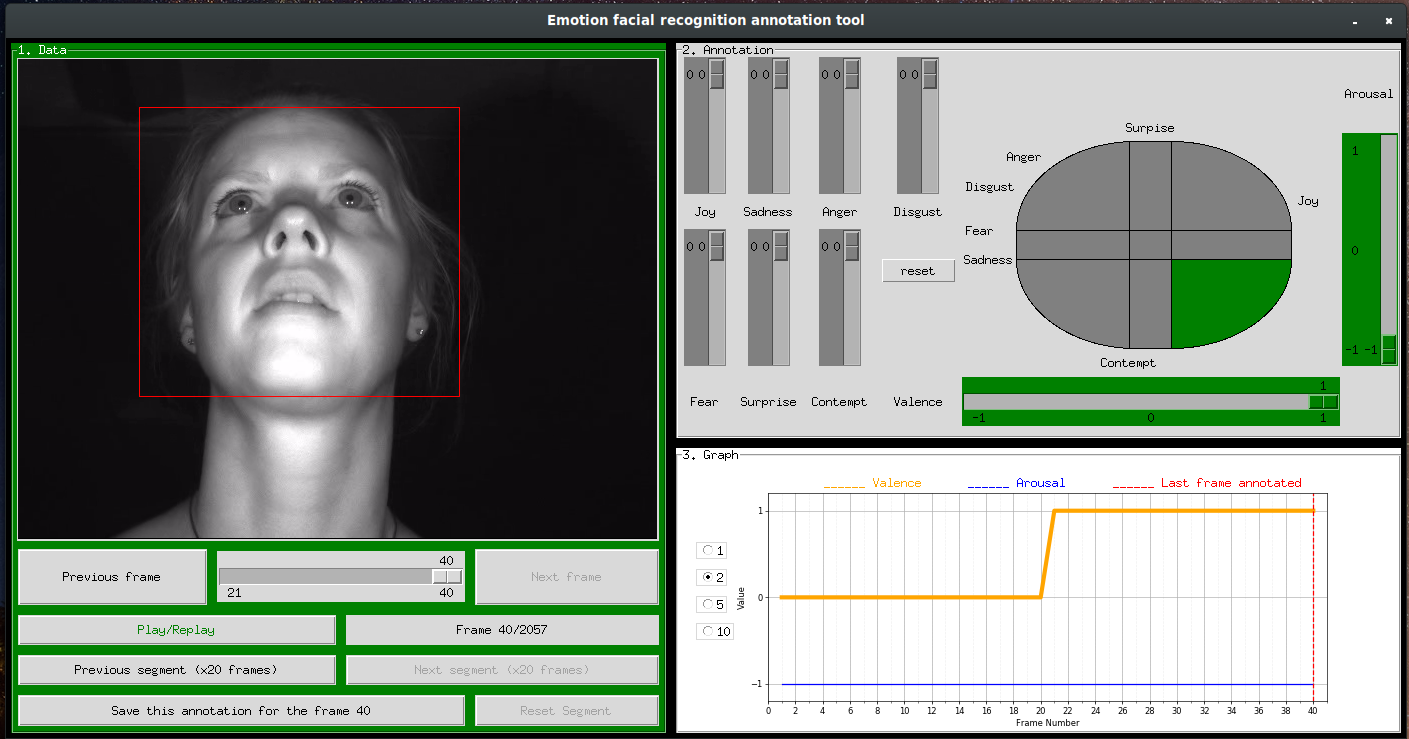 Emotion facial recognition annotation tool
1. Data
40
21 40
Previous frame
Next frame
Play/Replay
Frame 40/2057
Previous segment (x20 frames)
Next segment (x20 frames)
Save this annotation for the frame 40
Reset Segment
2. Annotation
0 0 0 0 0 0 0 0
Joy Sadness Anger Disgust
0 0 0 0 0 0
reset
Fear Surprise Contempt Valence
Surpise
Anger
Disgust
Fear
Sadness
Joy
Contempt
Arousal
1
0
-1 -1
1
-1 0 1
3. Graph
______ Valence ______ Arousal ______ Last frame annotated
1
2
5
10
Value
1
0
−1
0 2 4 6 8 10 12 14 16 18 20 22 24 26 28 30 32 34 36 38 40
Frame Number